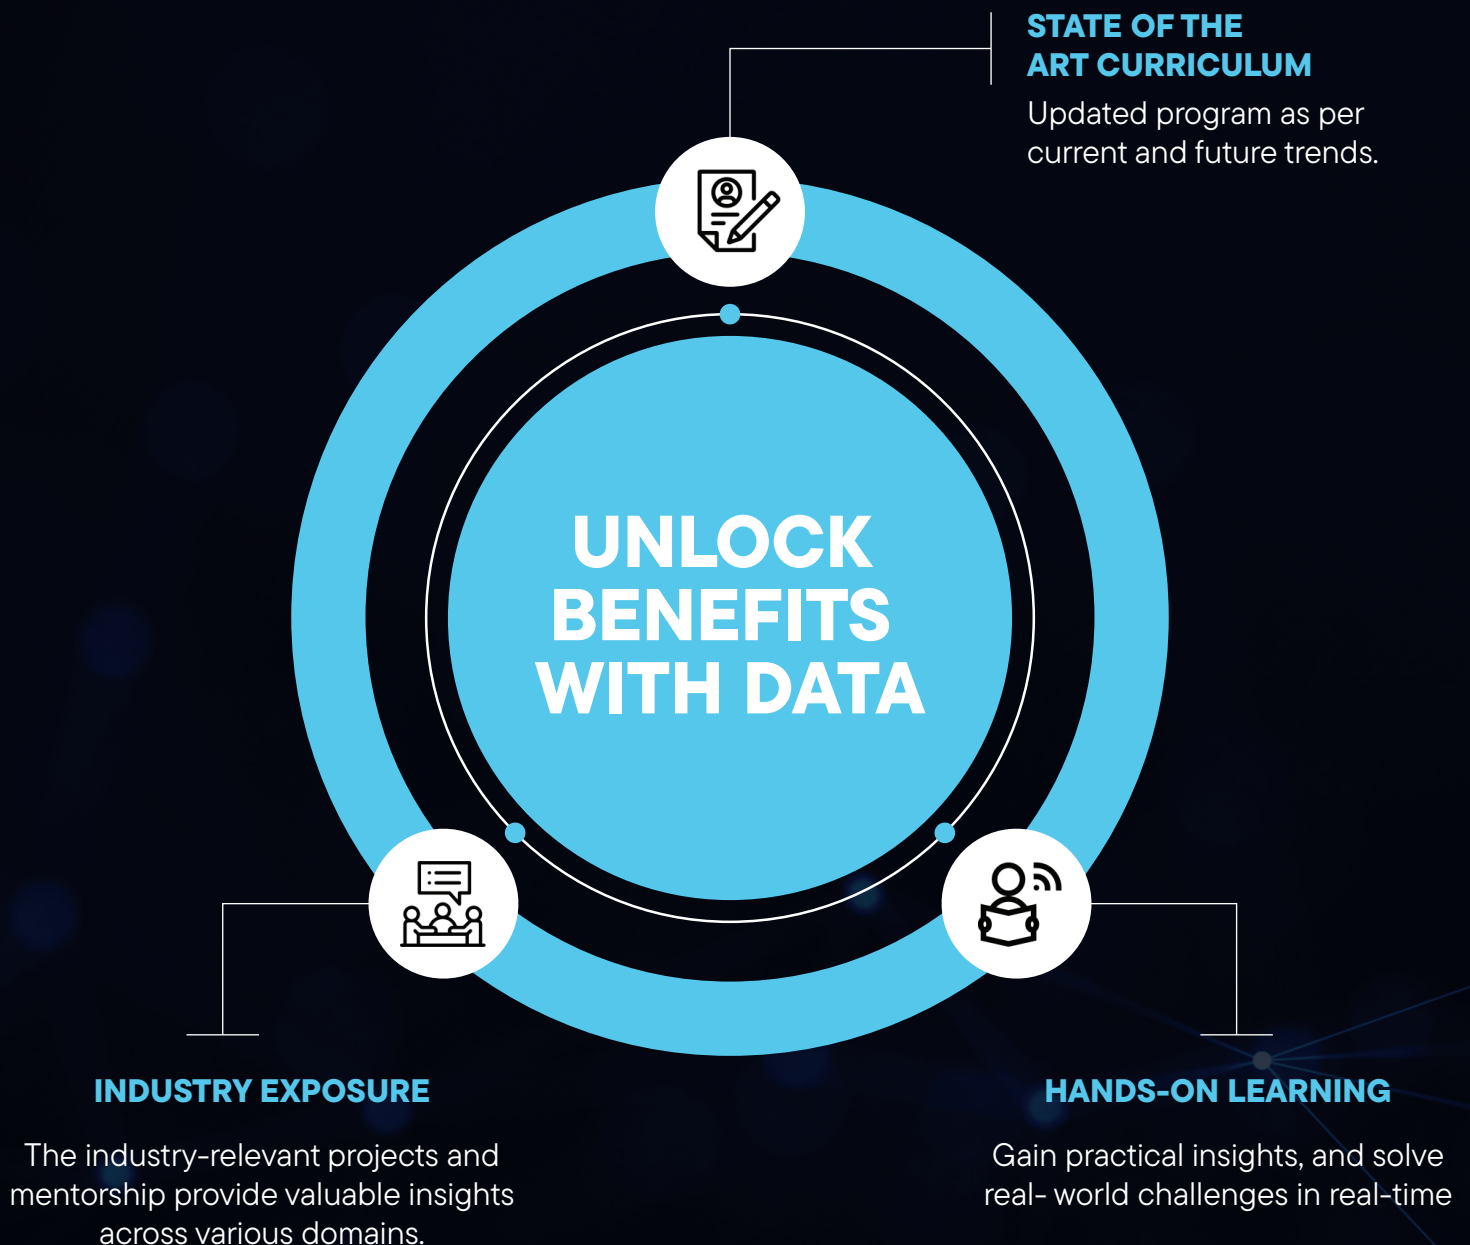 STATE OF THE
ART CURRICULUM
Updated program as per
current and future trends.
UNLOCK
BENEFITS
WITH DATA
INDUSTRY EXPOSURE
The industry-relevant projects and
mentorship provide valuable insights
across various domains.
HANDS-ON LEARNING
Gain practical insights, and solve
real- world challenges in real-time